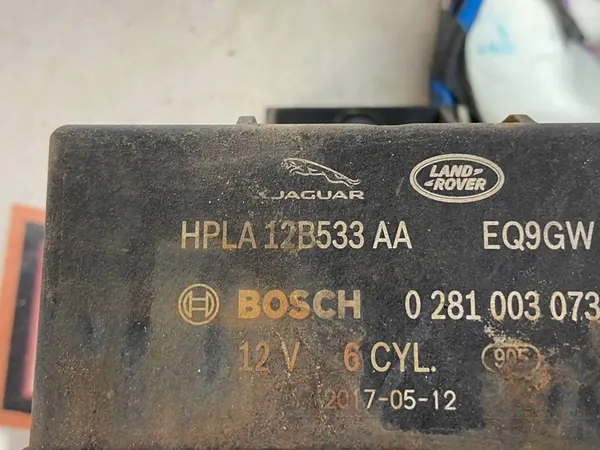 JAGUAR
LAND
ROVER
HPLA 12B533 AA EQ9GW
BOSCH 0 281 003 073
12 V 6 CYL. 905
2017-05-12